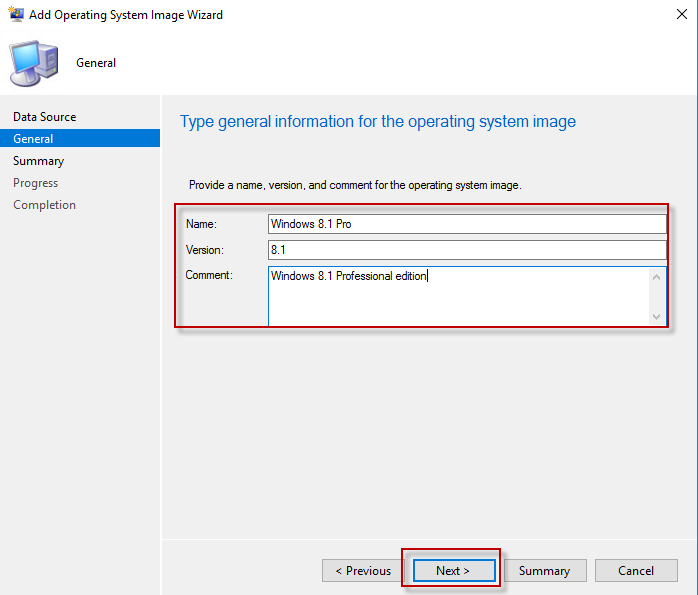 Add Operating System Image Wizard
General
Data Source
General
Summary
Progress
Completion
Type general information for the operating system image
Provide a name, version, and comment for the operating system image.
Name: Windows 8.1 Pro
Version: 8.1
Comment: Windows 8.1 Professional edition
< Previous Next > Summary Cancel